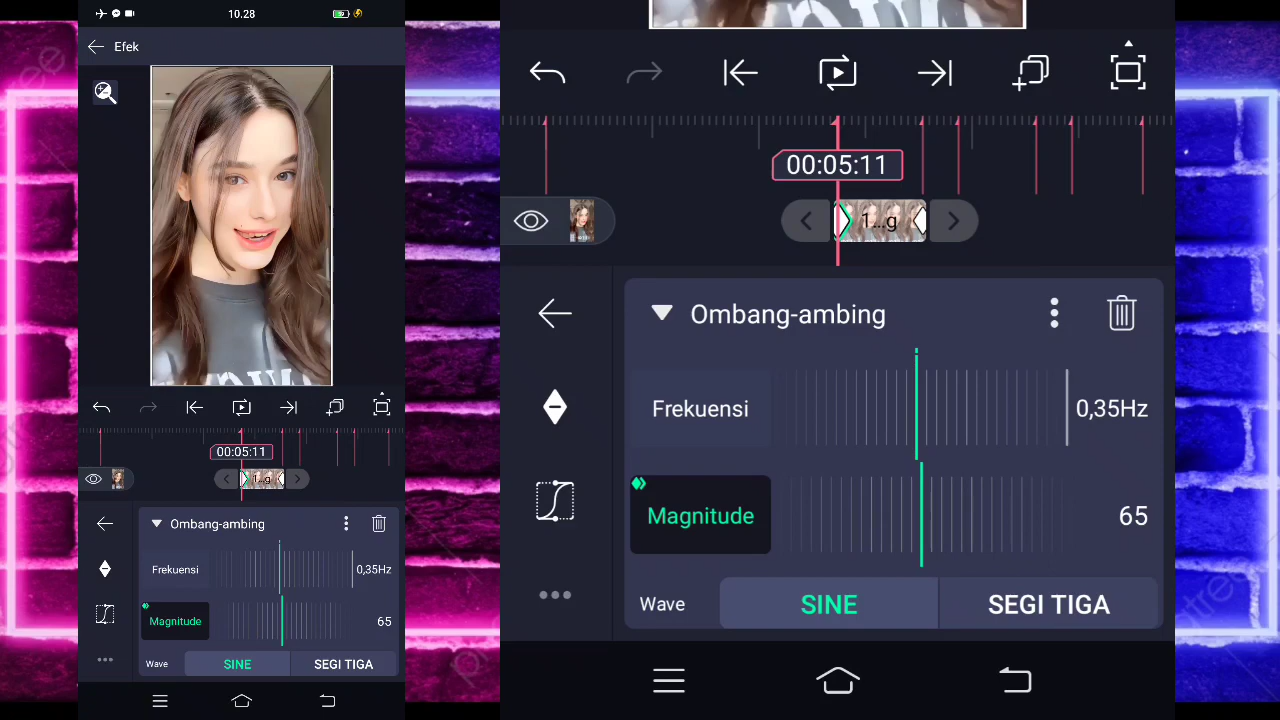 10.28
Efek
00:05:11
1...g
Ombang-ambing
Frekuensi
0,35Hz
Magnitude
65
Wave
SINE
SEGI TIGA
00:05:11
1...g
Ombang-ambing
Frekuensi
0,35Hz
Magnitude
65
Wave
SINE
SEGI TIGA